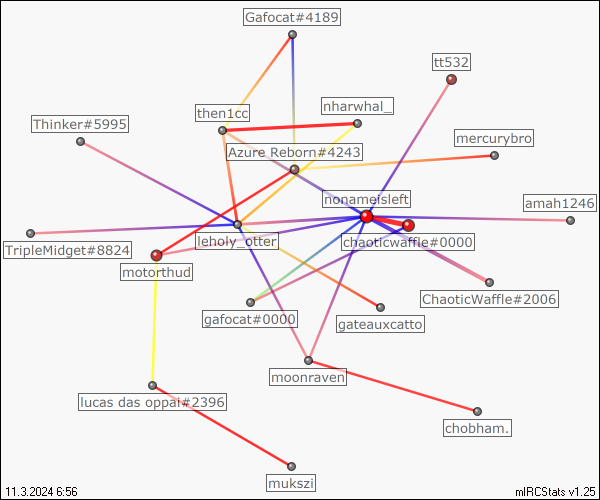 Gafocat#4189
tt532
nharwhal_
then1cc
Thinker#5995
mercurybro
Azure Reborn#4243
nonameisleft
amah1246
chaoticwaffle#0000
leholy_otter
TripleMidget#8824
motorthud
ChaoticWaffle#2006
gafocat#0000
gateauxcatto
moonraven
lucas das oppai#2396
chobham.
mukszi
11.3.2024 6:56
mIRCStats v1.25